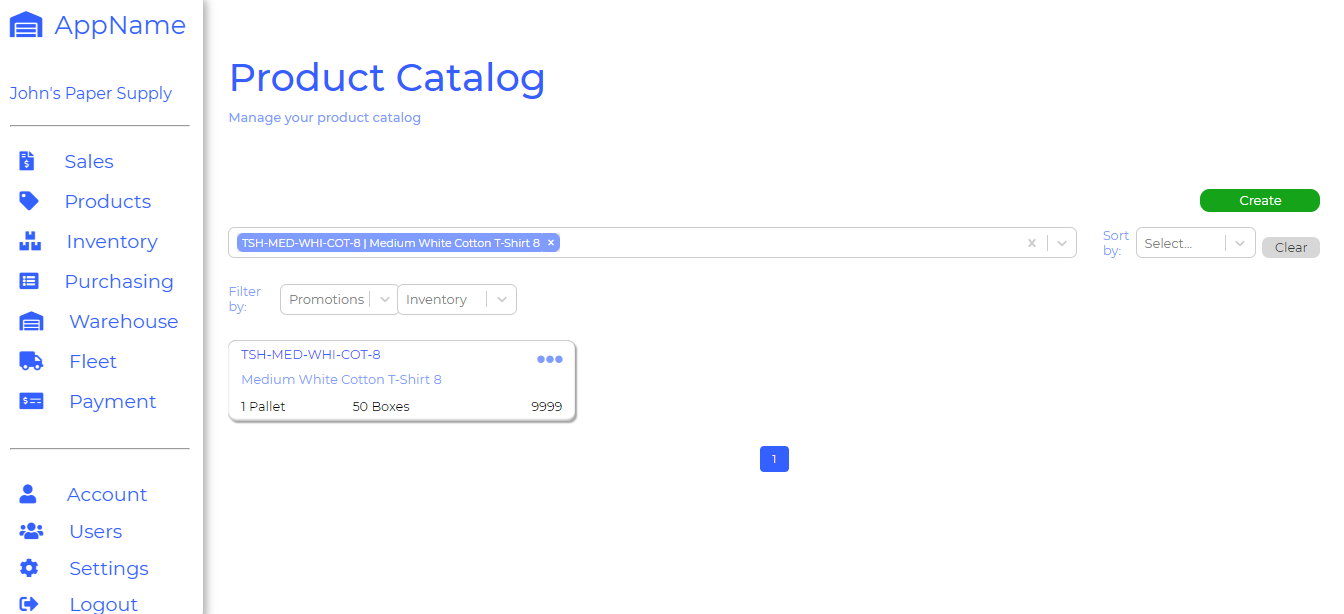 AppName
John's Paper Supply
Sales
Products
Inventory
Purchasing
Warehouse
Fleet
Payment
Account
Users
Settings
Logout
Product Catalog
Manage your product catalog
Create
TSH-MED-WHI-COT-8 | Medium White Cotton T-Shirt 8 ×
Sort by:
Select...
Clear
Filter by:
Promotions
Inventory
TSH-MED-WHI-COT-8
Medium White Cotton T-Shirt 8
1 Pallet 50 Boxes 9999
1